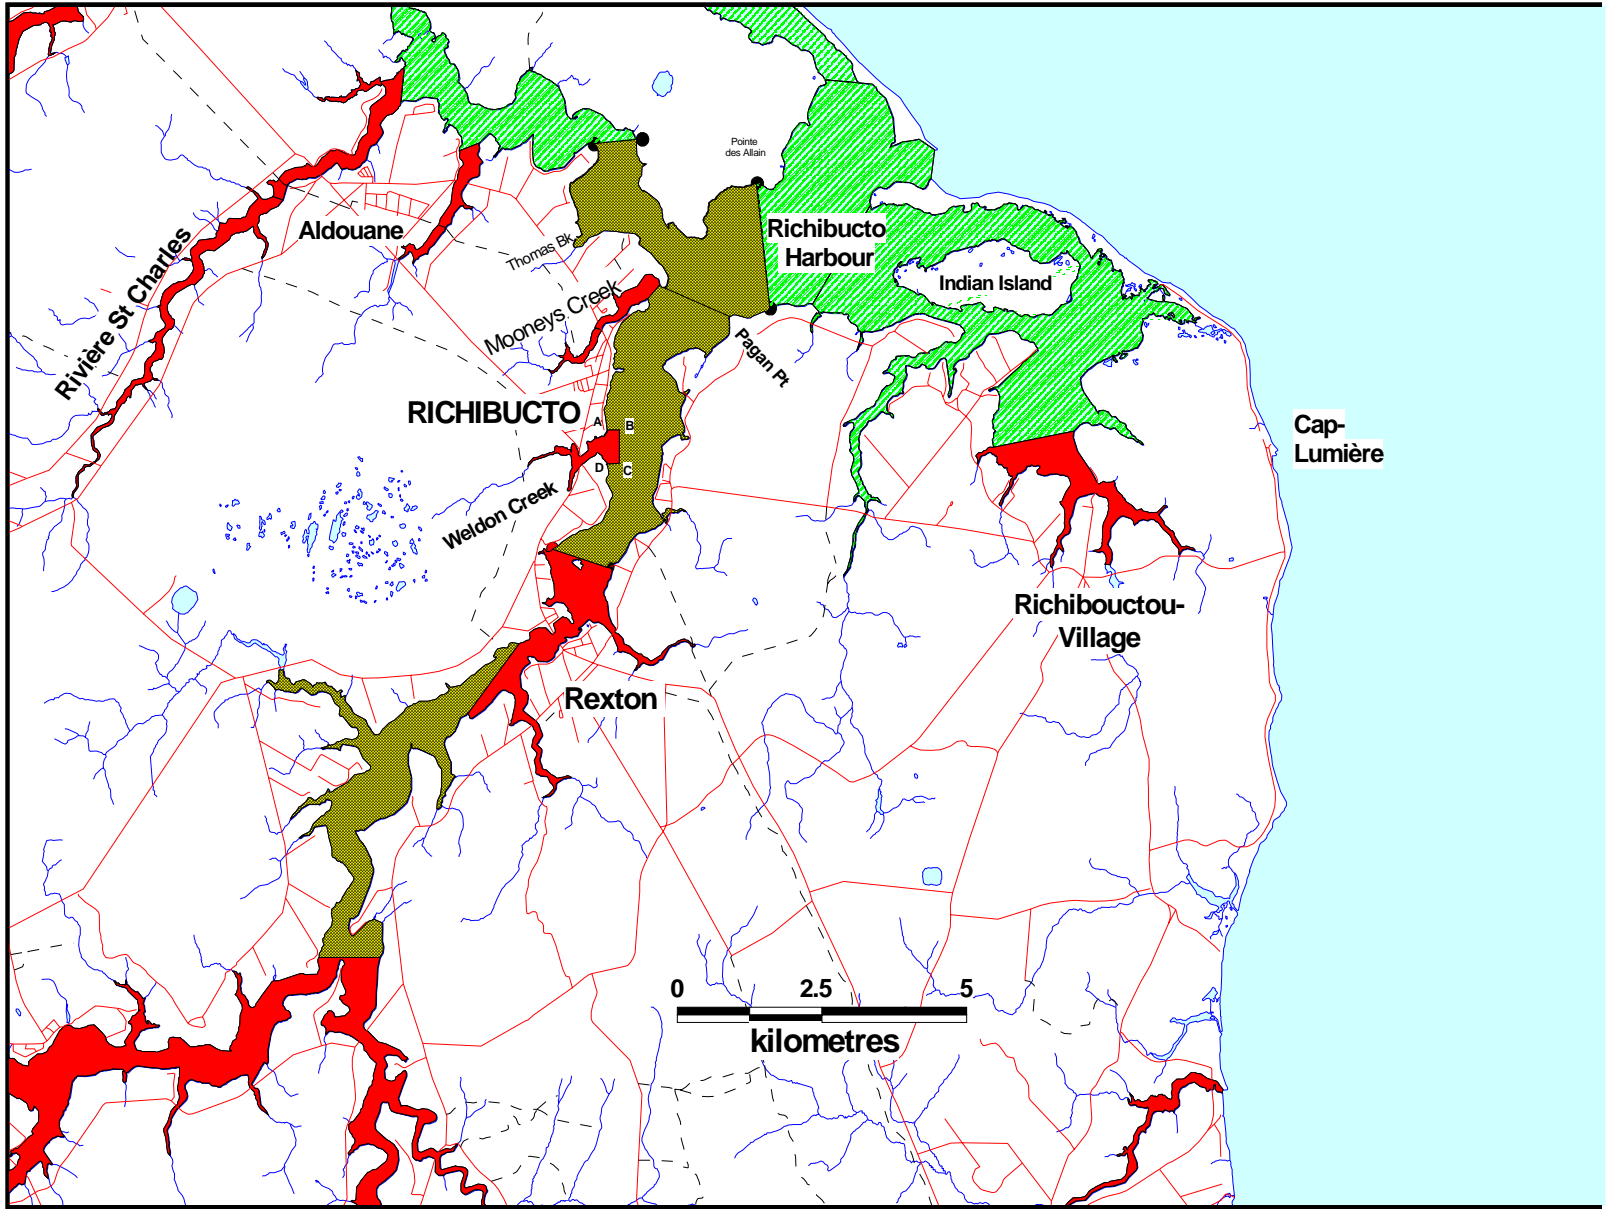 Pointe
des Allain
Aldouane
Richibucto
Harbour
Thomas Bk
Indian Island
Rivière St Charles
Mooneys Creek
Pagan Pt
RICHIBUCTO
A
B
Cap-
Lumière
D
C
Weldon Creek
Richibouctou-
Village
Rexton
0
2.5
5
kilometres